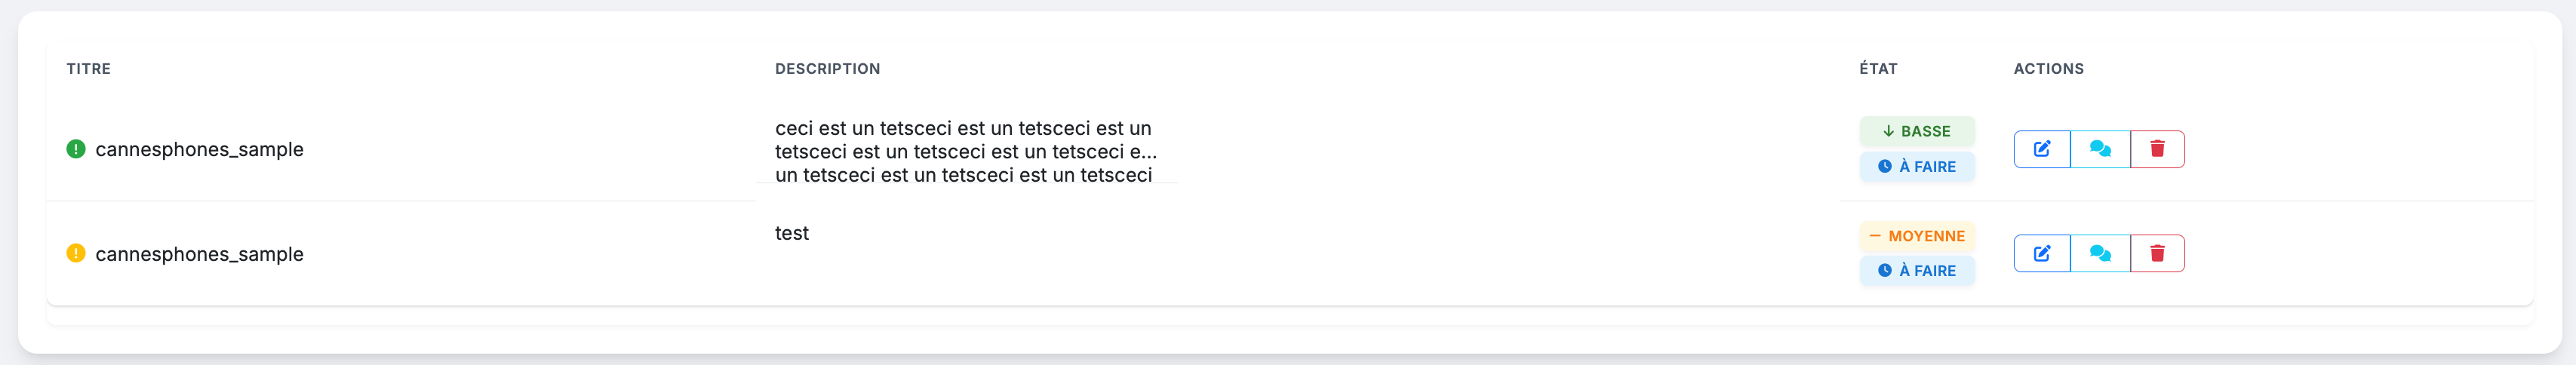 TITRE DESCRIPTION ÉTAT ACTIONS
cannesphones_sample
ceci est un tetsceci est un tetsceci est un
tetsceci est un tetsceci est un tetsceci e...
un tetsceci est un tetsceci est un tetsceci
BASSE
À FAIRE
cannesphones_sample
test
MOYENNE
À FAIRE